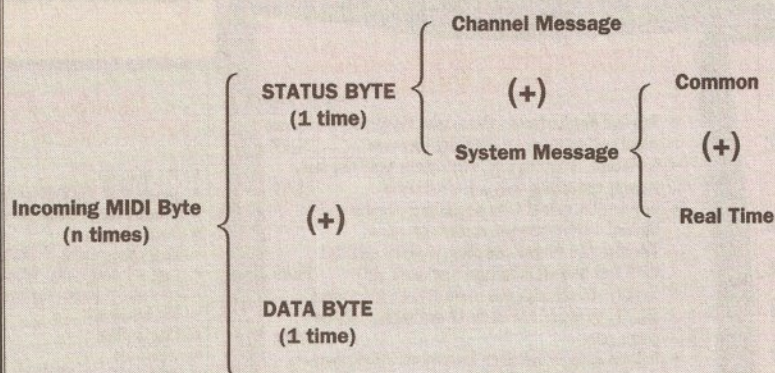 Channel Message
STATUS BYTE
(1 time)
(+)
Common
System Message
(+)
Incoming MIDI Byte
(n times)
(+)
Real Time
DATA BYTE
(1 time)